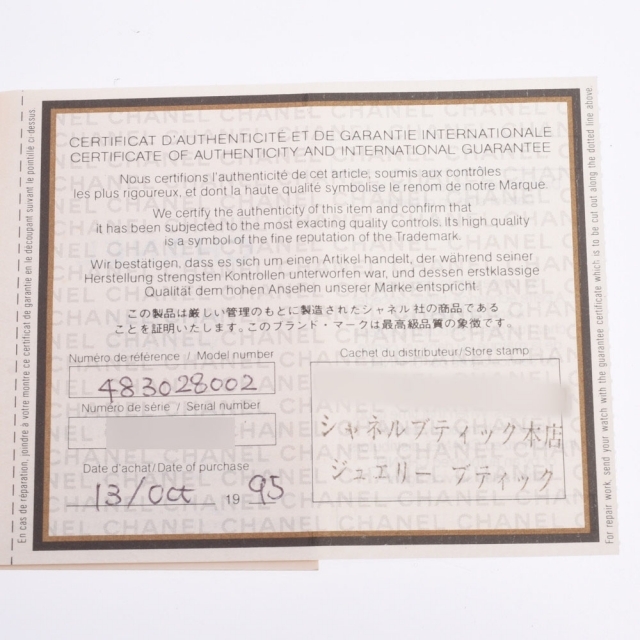 CERTIFICAT D'AUTHENTICITÉ ET DE GARANTIE INTERNATIONALE
CERTIFICATE OF AUTHENTICITY AND INTERNATIONAL GUARANTEE
Nous certifions l'authenticité de cet article, soumis aux contrôles
les plus rigoureux, et dont la haute qualité symbolise le renom de notre Marque.
We certify the authenticity of this item and confirm that
it has been subjected to the most exacting quality controls. Its high quality
is a symbol of the fine reputation of the Trademark.
Wir bestätigen, dass es sich um einen Artikel handelt, der während seiner
Herstellung strengsten Kontrollen unterworfen war, und dessen erstklassige
Qualität dem hohen Ansehen unserer Marke entspricht.
この製品は厳しい管理のもとに製造されたシャネル社の商品である
ことを証明いたします。このブランド・マークは最高級品質の象徴です。
Numéro de référence / Model number
483028002
Numéro de série / Serial number
Date d'achat/Date of purchase
13/Oct 1995
Cachet du distributeur/Store stamp
シャネルブティック本店
ジュエリー ブティック
En cas de réparation, joindre à votre montre ce certificat de garantie en le découpant suivant le pointillé ci-dessus.
For repair work, send your watch with the guarantee certificate which is to be cut out along the dotted line above.
CHANEL CHANEL CHANEL CHANEL CHANEL